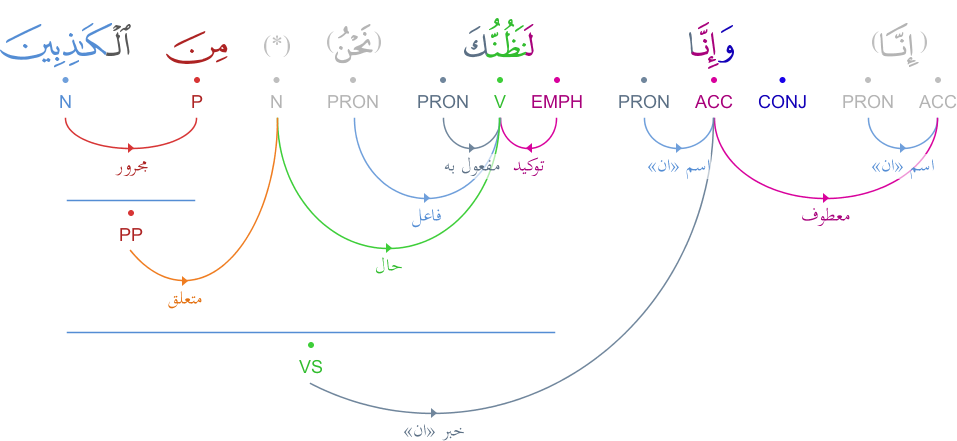 (إِنَّا) وَإِنَّا لَنَظُنُّكَ (نَحْنُ) (*) مِنَ ٱلْكَٰذِبِينَ
ACC PRON CONJ ACC PRON EMPH V PRON PRON N P N
اسم «ان» اسم «ان» توكيد مفعول به مجرور
معطوف فاعل
PP
حال
متعلق
VS
خبر «ان»